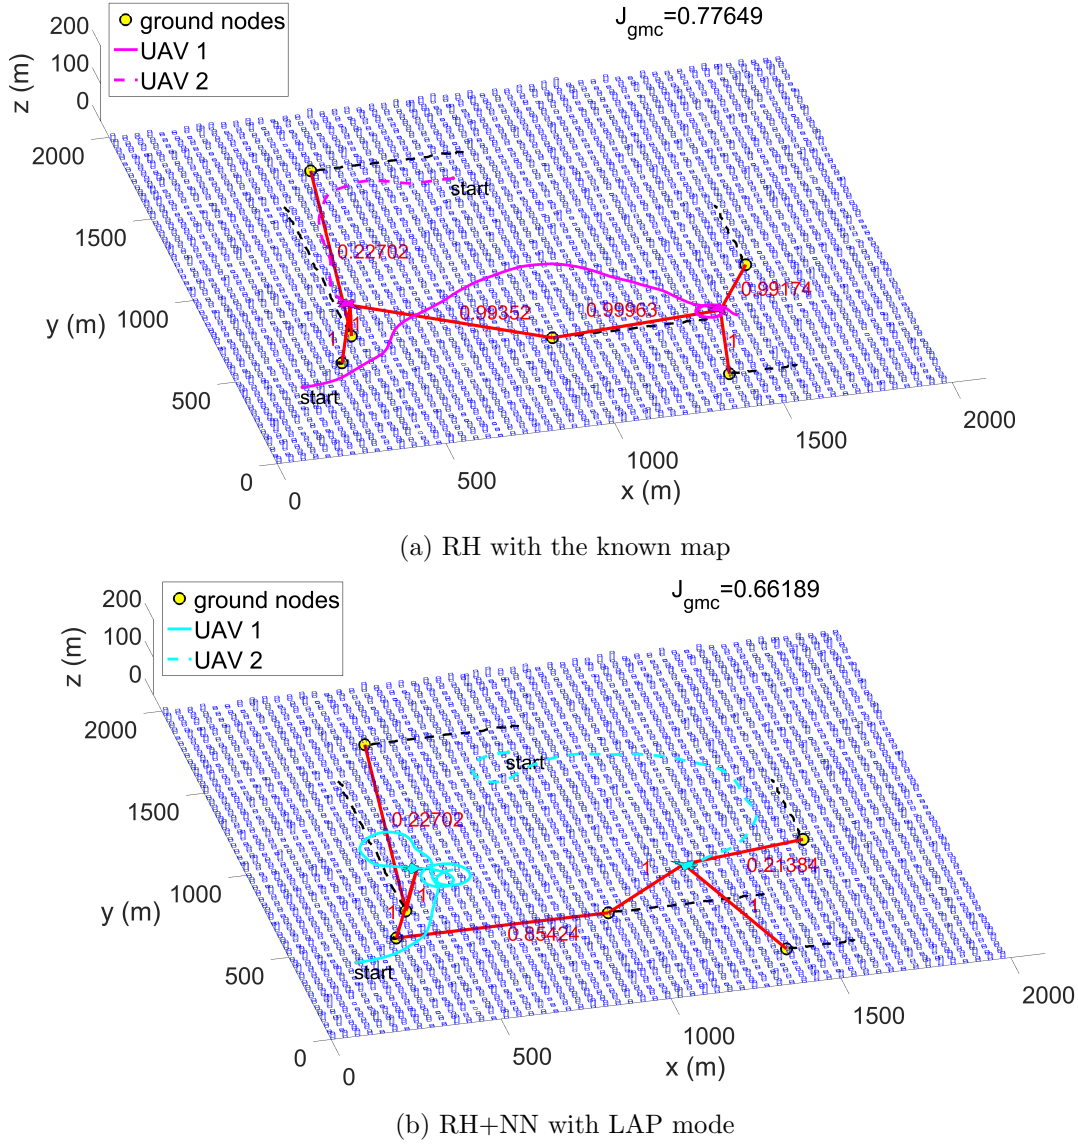 J_gmc=0.77649
ground nodes
UAV 1
UAV 2
200
100
0
z (m)
2000
1500
1000
500
0
y (m)
start
0.22702
0.99352
0.99963
0.99174
1
1
1
start
0
500
1000
1500
2000
x (m)
(a) RH with the known map
J_gmc=0.66189
ground nodes
UAV 1
UAV 2
200
100
0
z (m)
2000
1500
1000
500
0
y (m)
start
0.22702
1
0.21384
1
1
1
0.85424
start
0
500
1000
1500
2000
x (m)
(b) RH+NN with LAP mode